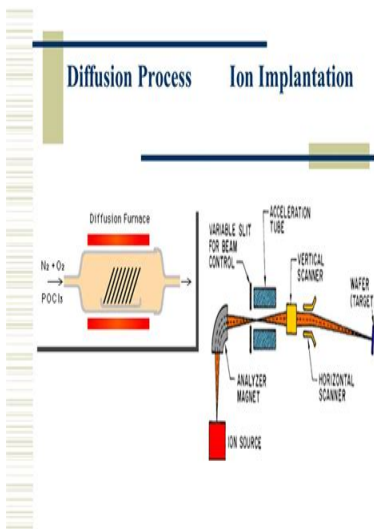 Diffusion Process Ion Implantation
Diffusion Furnace
N2 + O2
POCl3
VARIABLE SLIT
FOR BEAM
CONTROL
ACCELERATION
TUBE
VERTICAL
SCANNER
WAFER
(TARGET
ANALYZER
MAGNET
HORIZONTAL
SCANNER
ION SOURCE